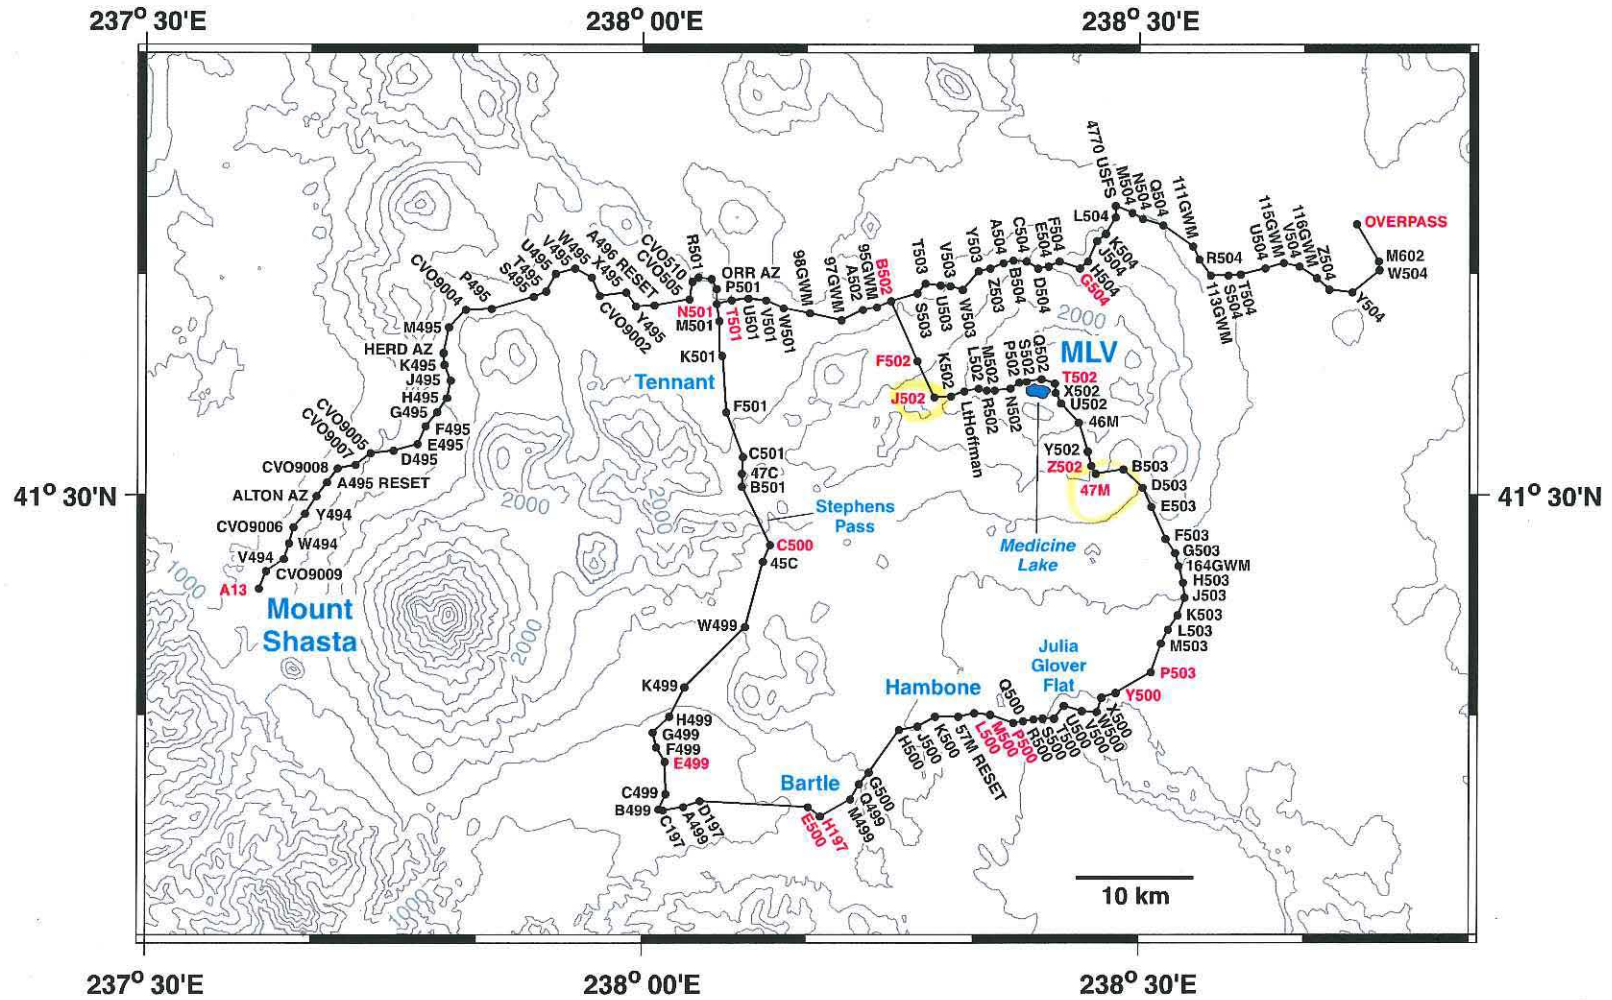 237° 30'E
238° 00'E
238° 30'E
4770 USFS
M504
N504
Q504
111GWM
L504
K504
J504
H504
G504
R504
113GWM
S504
T504
U504
115GWM
V504
116GWM
Z504
Y504
OVERPASS
M602
W504
F504
E504
D504
C504
B504
A504
Z503
Y503
W503
V503
U503
T503
S503
B502
95GWM
A502
97GWM
98GWM
W501
V501
U501
T501
P501
ORR AZ
R501
CVO510
CVO505
N501
M501
A496 RESET
Y495
CVO9002
X495
W495
V495
U495
T495
S495
P495
CVO9004
M495
HERD AZ
K495
J495
H495
G495
F495
E495
D495
CVO9005
CVO9007
CVO9008
A495 RESET
ALTON AZ
Y494
CVO9006
W494
V494
CVO9009
A13
Mount
Shasta
1000
2000
2000
2000
2000
1000
K501
Tennant
F501
C501
47C
B501
Stephens
Pass
C500
45C
W499
K499
H499
G499
F499
E499
C499
B499
C197
A499
D197
Bartle
E500
H197
M499
Q499
G500
Hambone
H500
J500
K500
57M RESET
L500
M500
Q500
P500
R500
S500
T500
U500
V500
W500
X500
Y500
Julia
Glover
Flat
P503
M503
L503
K503
J503
H503
164GWM
G503
F503
E503
D503
B503
47M
Z502
Y502
46M
U502
X502
T502
MLV
Q502
S502
P502
N502
R502
M502
L502
LtHoffman
K502
J502
F502
Medicine
Lake
41° 30'N
41° 30'N
10 km
237° 30'E
238° 00'E
238° 30'E